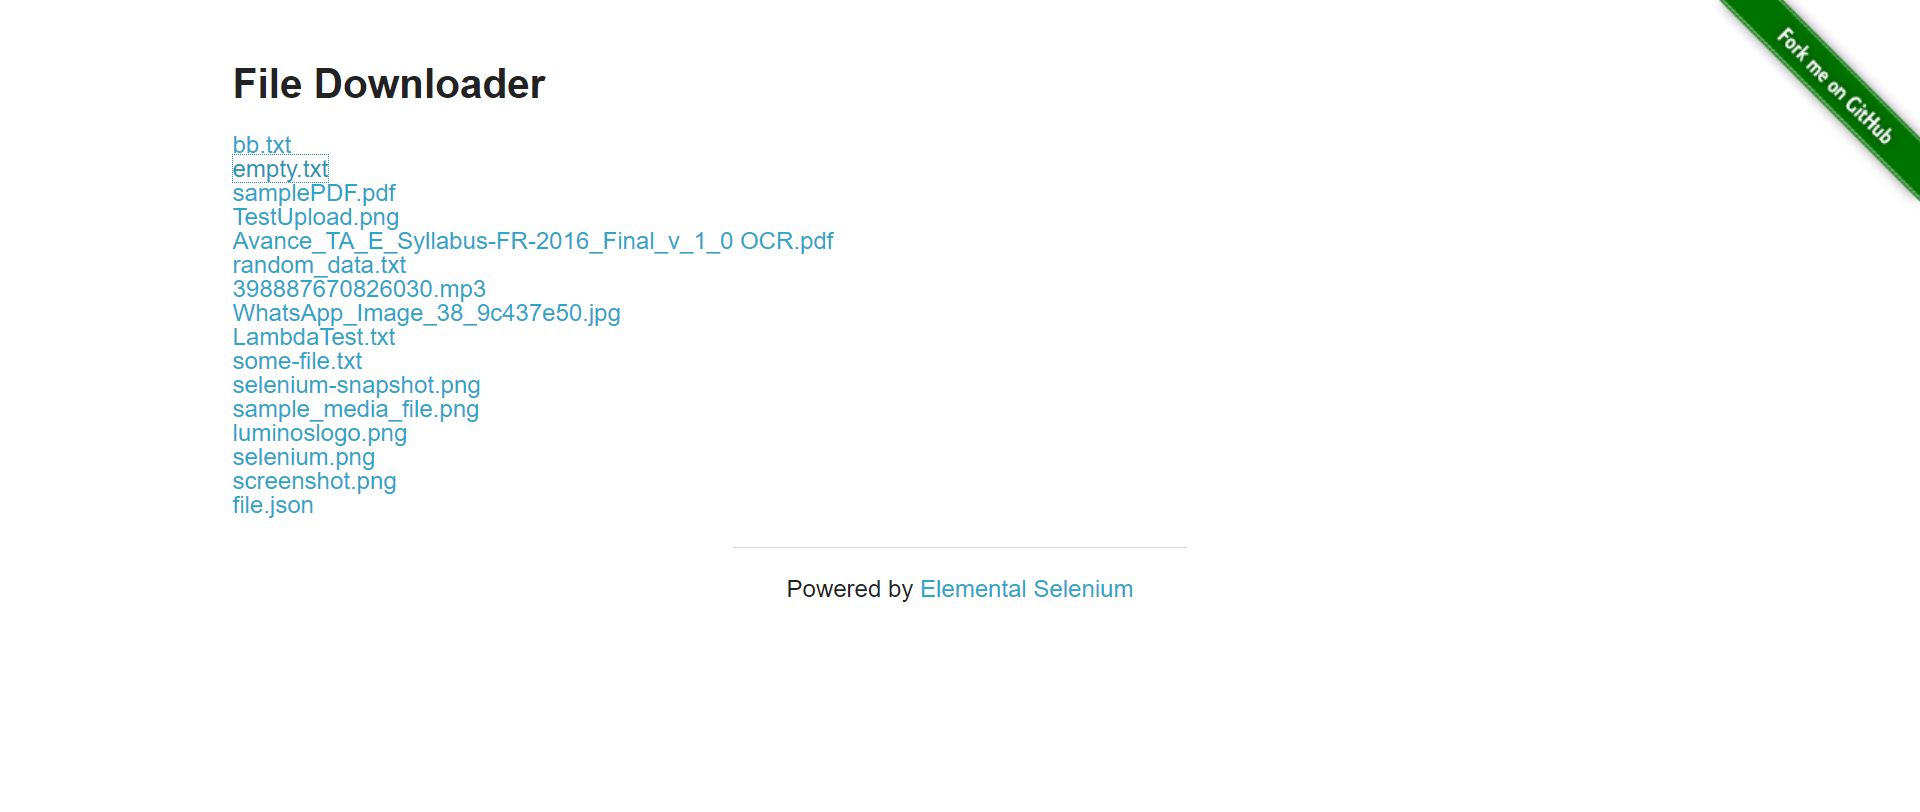 Fork me on GitHub
File Downloader
bb.txt
empty.txt
samplePDF.pdf
TestUpload.png
Avance_TA_E_Syllabus-FR-2016_Final_v_1_0 OCR.pdf
random_data.txt
398887670826030.mp3
WhatsApp_Image_38_9c437e50.jpg
LambdaTest.txt
some-file.txt
selenium-snapshot.png
sample_media_file.png
luminoslogo.png
selenium.png
screenshot.png
file.json
Powered by Elemental Selenium